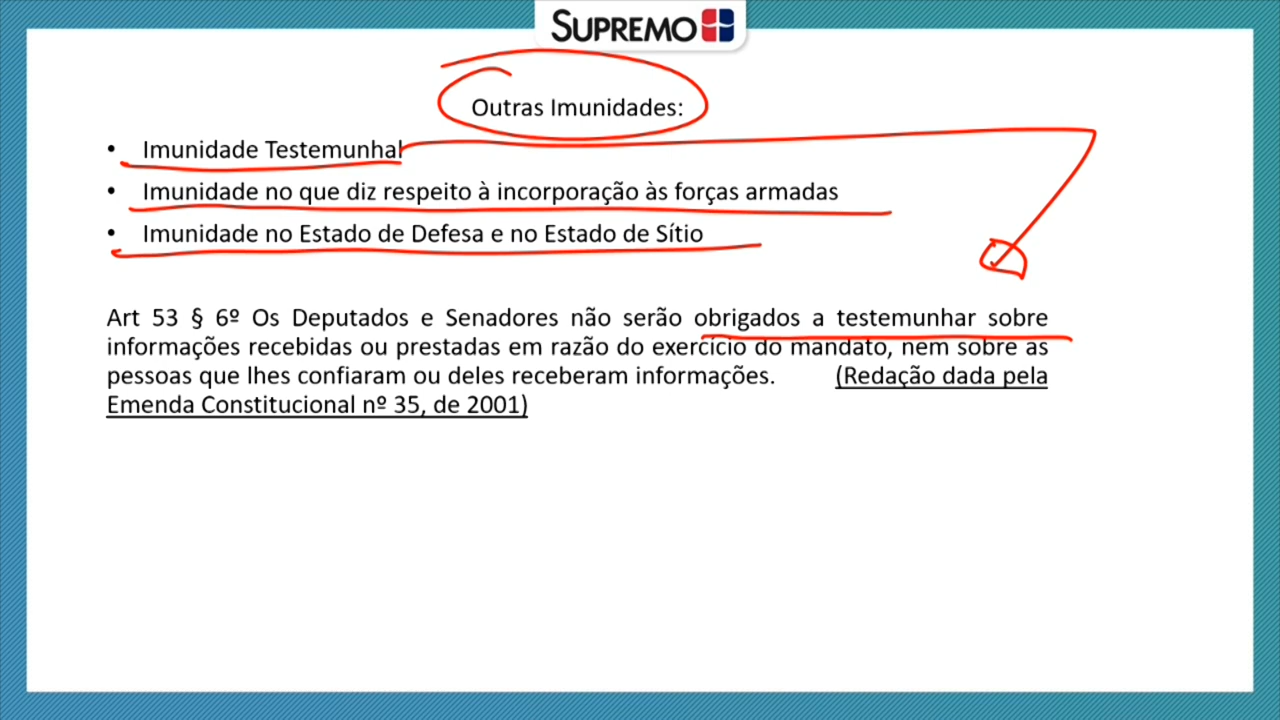 SUPREMO
Outras Imunidades:
• Imunidade Testemunhal
• Imunidade no que diz respeito à incorporação às forças armadas
• Imunidade no Estado de Defesa e no Estado de Sítio
Art 53 § 6º Os Deputados e Senadores não serão obrigados a testemunhar sobre
informações recebidas ou prestadas em razão do exercício do mandato, nem sobre as
pessoas que lhes confiaram ou deles receberam informações. (Redação dada pela
Emenda Constitucional nº 35, de 2001)